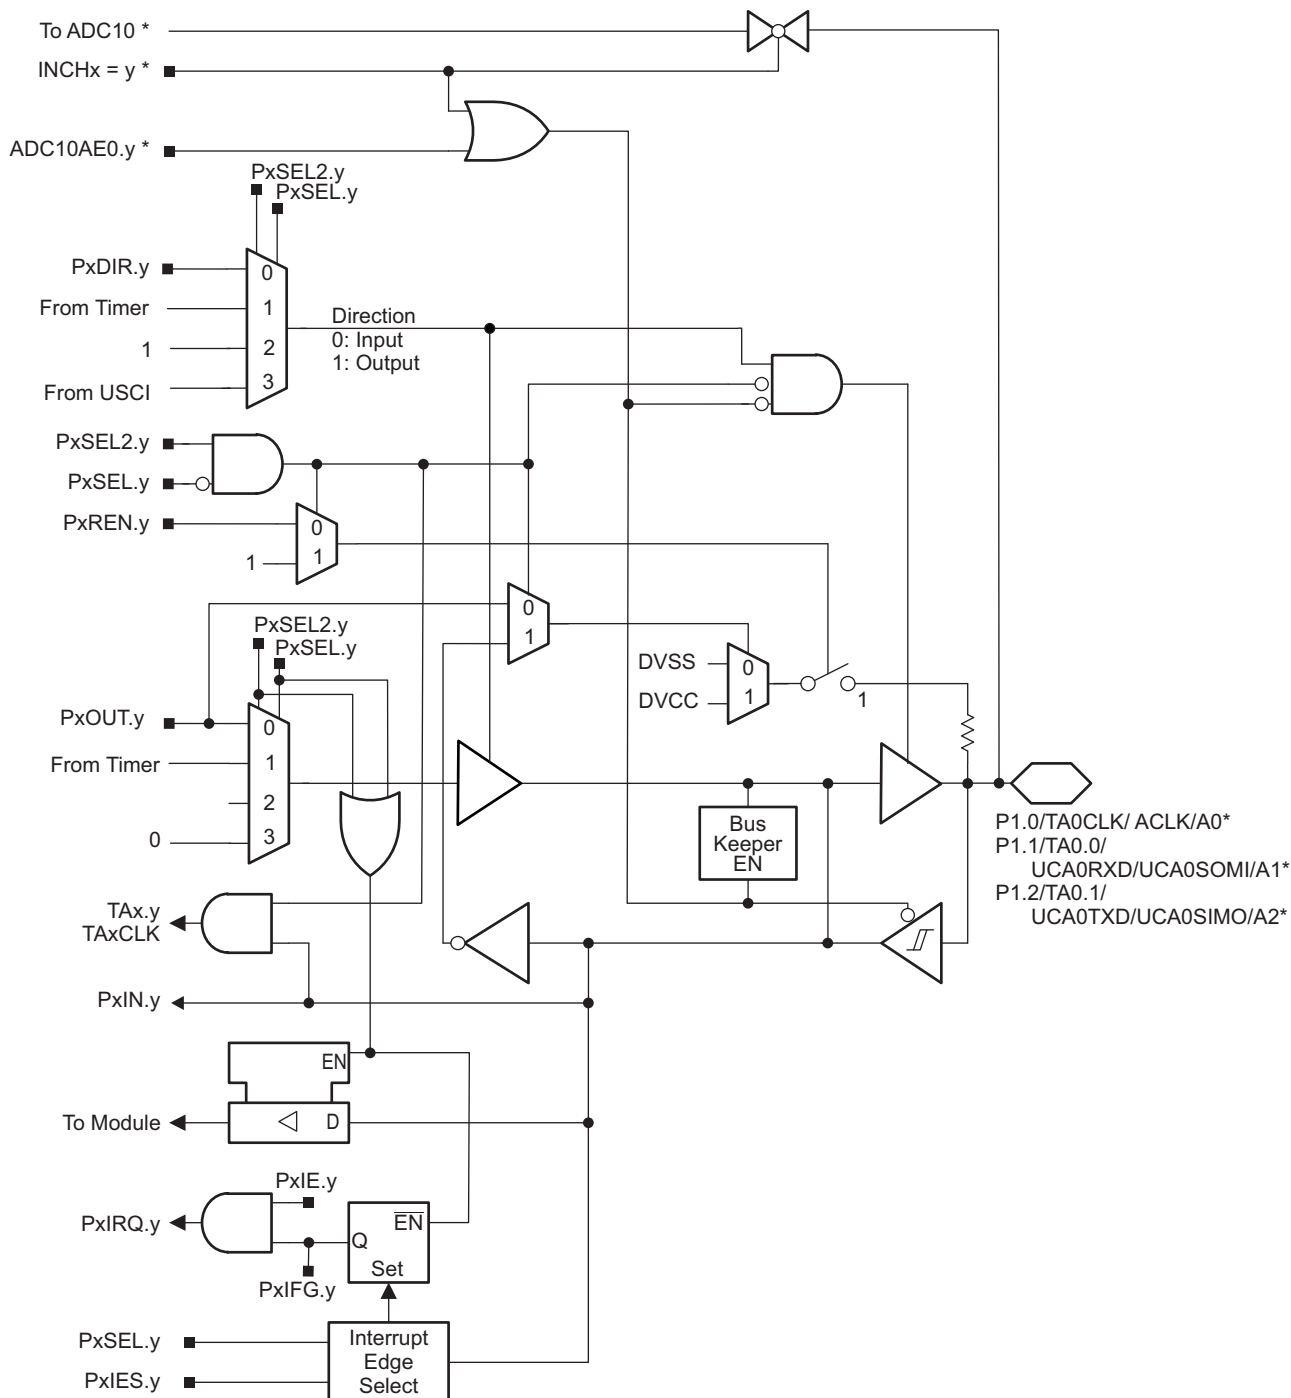 To ADC10 *
INCHx = y *
ADC10AE0.y *
PxSEL2.y
PxSEL.y
PxDIR.y
0
From Timer
1
1
2
From USCI
3
Direction
0: Input
1: Output
PxSEL2.y
PxSEL.y
PxREN.y
0
1
1
0
1
PxSEL2.y
PxSEL.y
DVSS
0
DVCC
1
1
PxOUT.y
0
From Timer
1
2
0
3
Bus
Keeper
EN
P1.0/TA0CLK/ ACLK/A0*
P1.1/TA0.0/
UCA0RXD/UCA0SOMI/A1*
P1.2/TA0.1/
UCA0TXD/UCA0SIMO/A2*
TAx.y
TAxCLK
PxIN.y
EN
To Module
D
PxIE.y
PxIRQ.y
EN
Q
Set
PxIFG.y
PxSEL.y
PxIES.y
Interrupt
Edge
Select